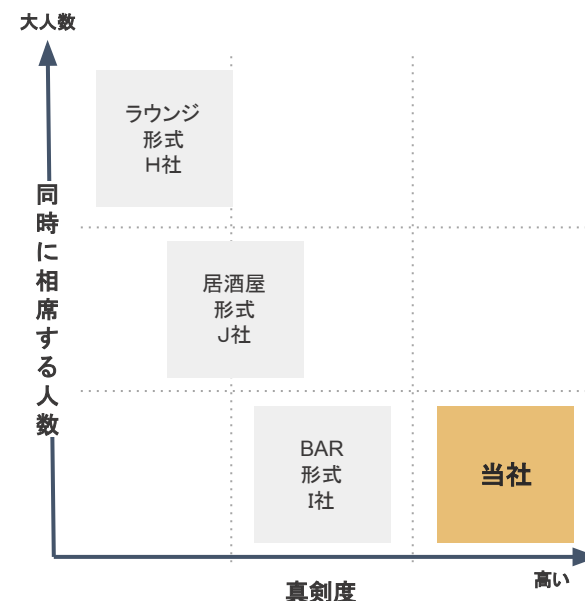 大人数
ラウンジ
形式
H社
同時に相席する人数
居酒屋
形式
J社
BAR
形式
I社
当社
高い
真剣度